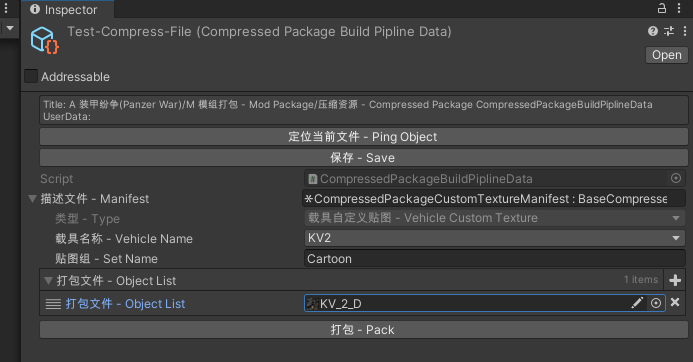 Inspector
Test-Compress-File (Compressed Package Build Pipline Data)
Open
Addressable
Title: A 装甲纷争(Panzer War)/M 模组打包 - Mod Package/压缩资源 - Compressed Package CompressedPackageBuildPiplineData
UserData:
定位当前文件 - Ping Object
保存 - Save
Script CompressedPackageBuildPiplineData
描述文件 - Manifest CompressedPackageCustomTextureManifest : BaseCompresse
类型 - Type 载具自定义贴图 - Vehicle Custom Texture
载具名称 - Vehicle Name KV2
贴图组 - Set Name Cartoon
打包文件 - Object List 1 items
打包文件 - Object List KV_2_D
打包 - Pack